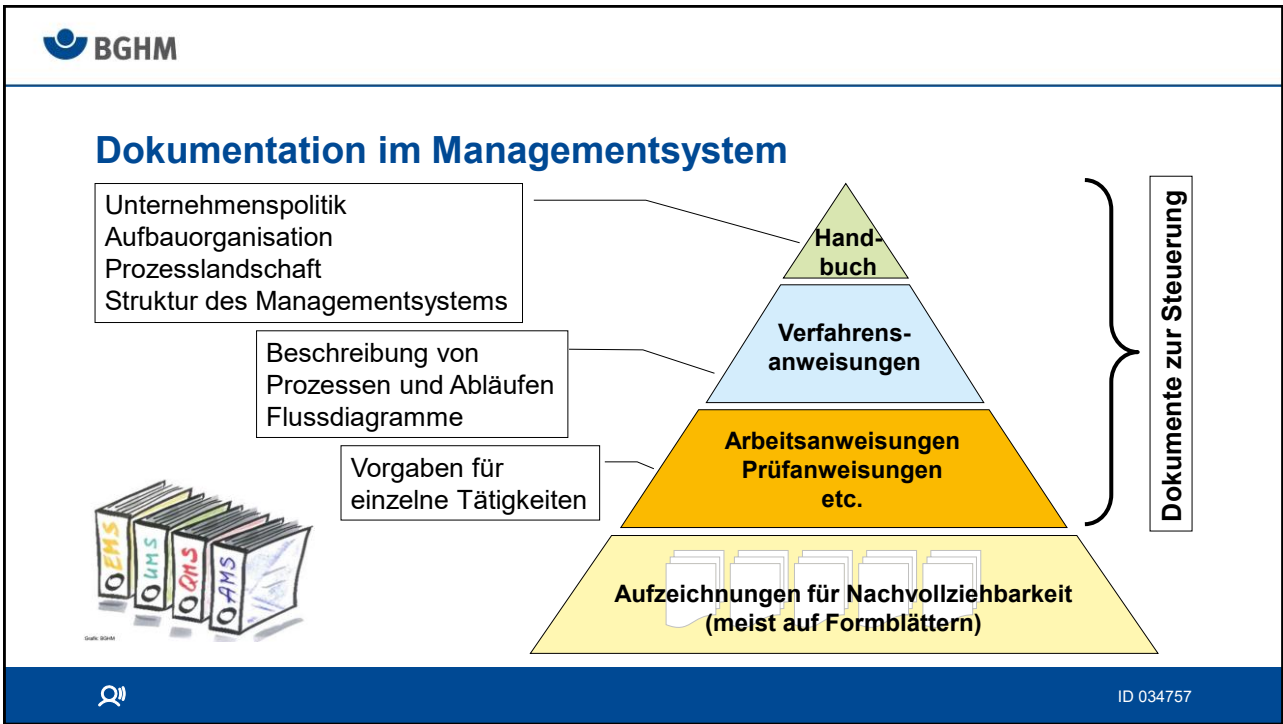 BGHM
Dokumentation im Managementsystem
Unternehmenspolitik
Aufbauorganisation
Prozesslandschaft
Struktur des Managementsystems
Beschreibung von
Prozessen und Abläufen
Flussdiagramme
Vorgaben für
einzelne Tätigkeiten
Hand-
buch
Verfahrens-
anweisungen
Arbeitsanweisungen
Prüfanweisungen
etc.
Aufzeichnungen für Nachvollziehbarkeit
(meist auf Formblättern)
Dokumente zur Steuerung
EMS
UMS
QMS
AMS
Grafik: BGHM
ID 034757